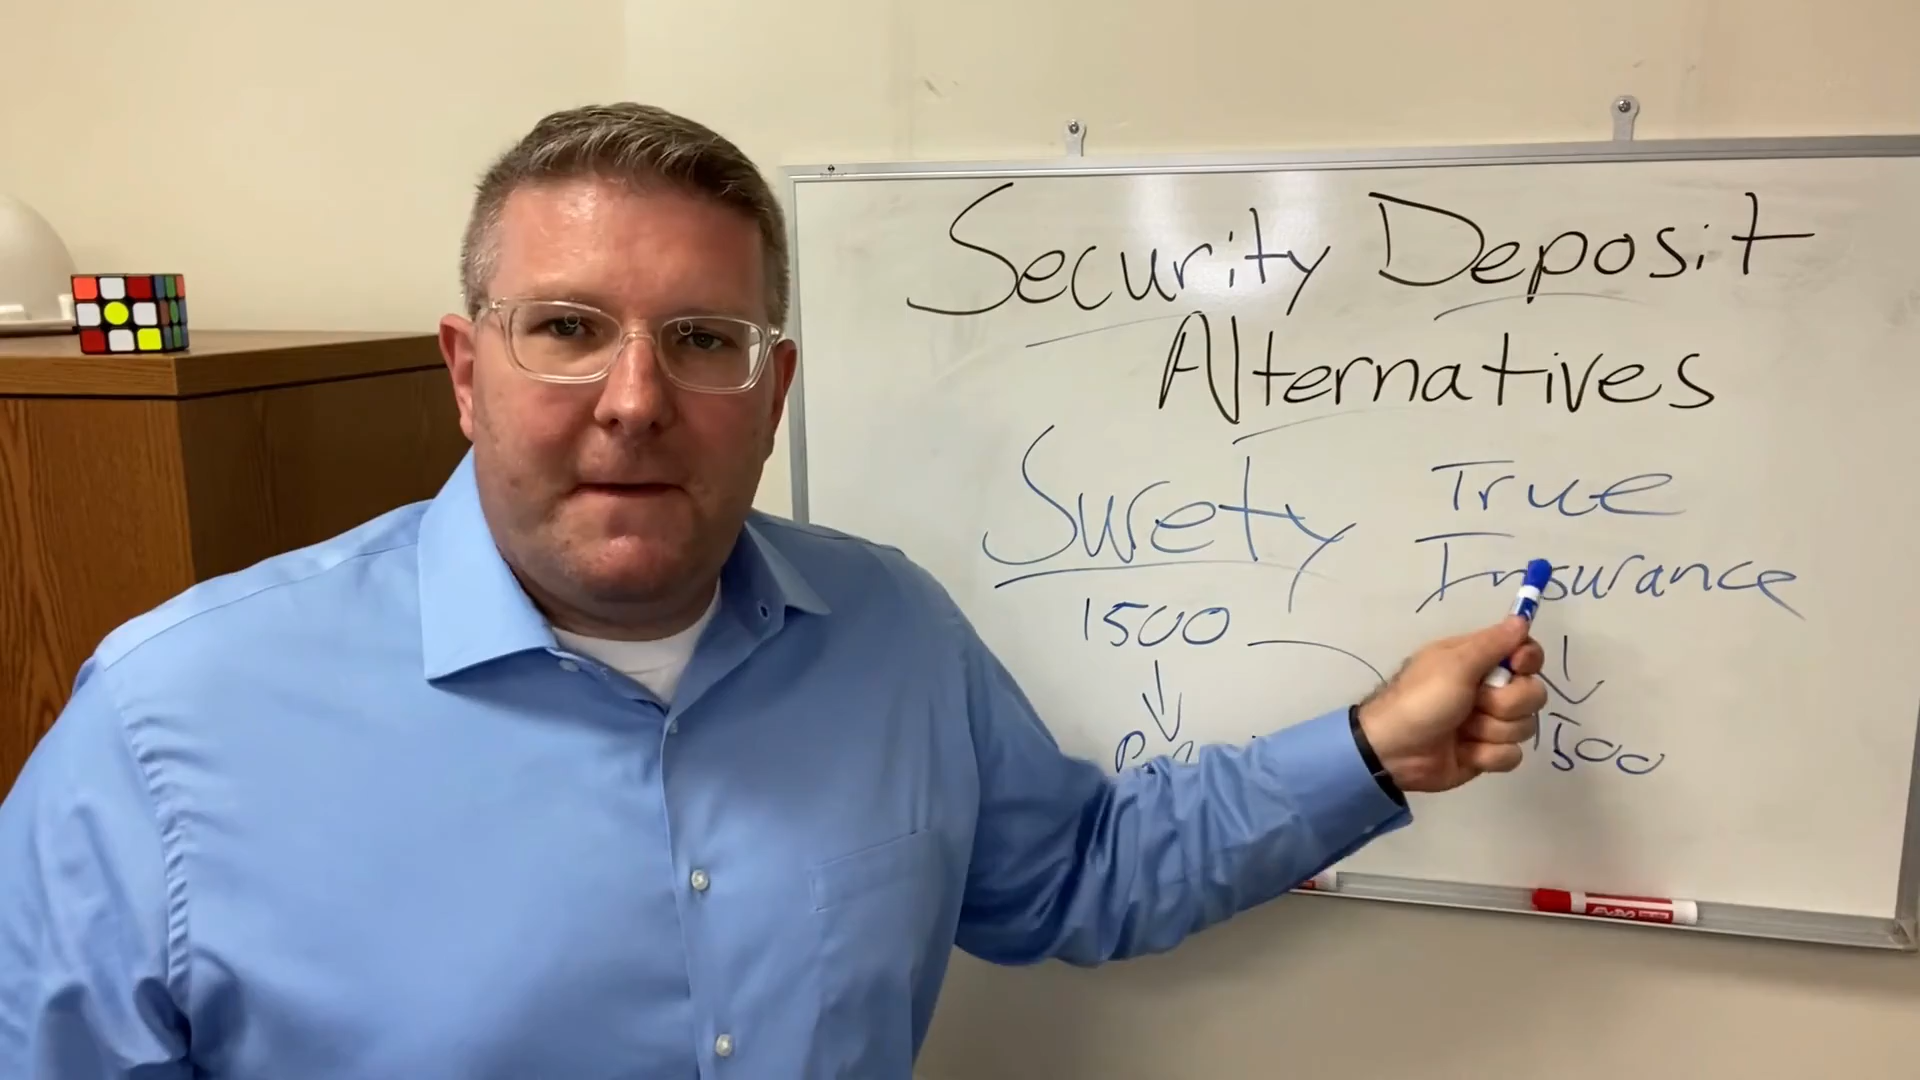 Security Deposit
Alternatives
Surety
True
Insurance
1500
1500